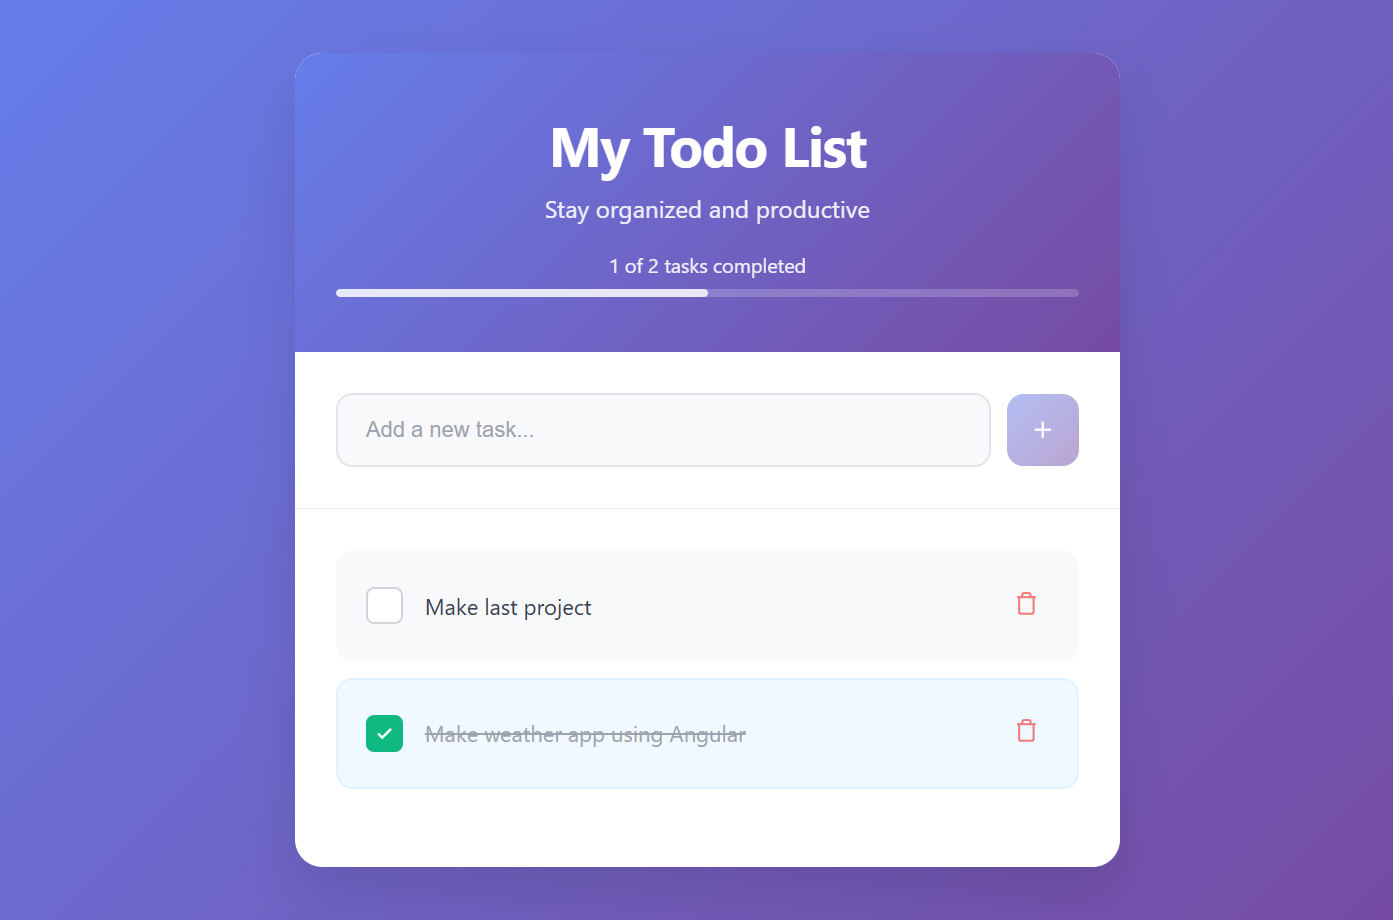 My Todo List
Stay organized and productive
1 of 2 tasks completed
Add a new task...
Make last project
Make weather app using Angular